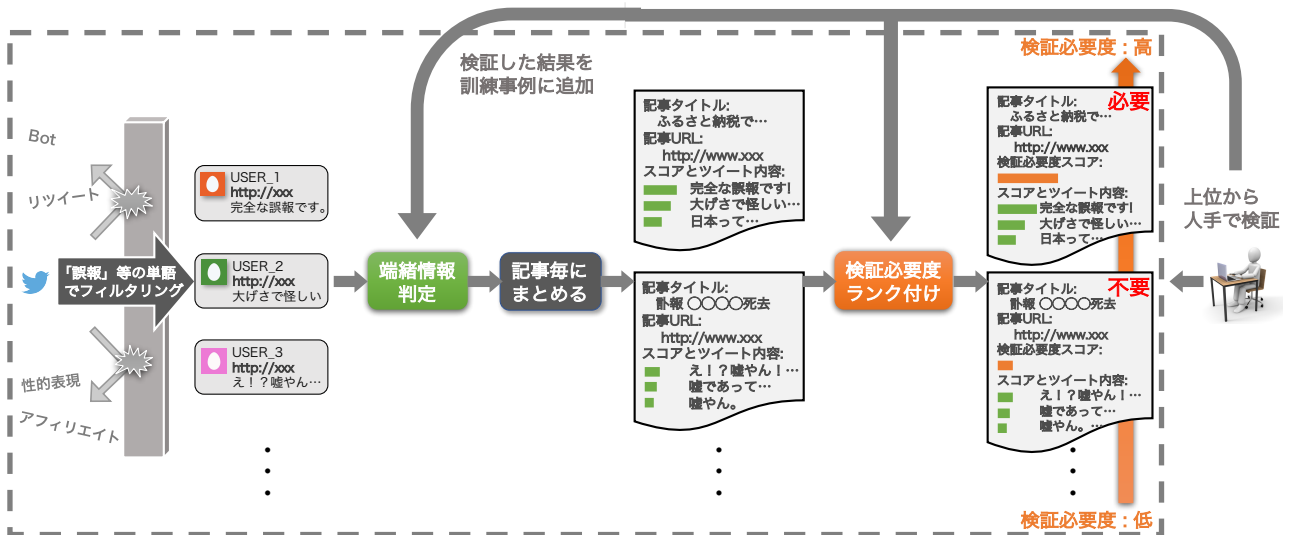 検証した結果を
訓練事例に追加
Bot
リツイート
「誤報」等の単語
でフィルタリング
性的表現
アフィリエイト
USER_1
http://xxx
完全な誤報です。
USER_2
http://xxx
大げさで怪しい
USER_3
http://xxx
え！？嘘やん…
端緒情報
判定
記事毎に
まとめる
記事タイトル:
ふるさと納税で…
記事URL:
http://www.xxx
スコアとツイート内容:
完全な誤報です!
大げさで怪しい…
日本って…
記事タイトル:
訃報 〇〇〇〇死去
記事URL:
http://www.xxx
スコアとツイート内容:
え！？嘘やん！…
嘘であって…
嘘やん。
検証必要度
ランク付け
検証必要度：高
必要
記事タイトル:
ふるさと納税で…
記事URL:
http://www.xxx
検証必要度スコア:
スコアとツイート内容:
完全な誤報です!
大げさで怪しい…
日本って…
不要
記事タイトル:
訃報 〇〇〇〇死去
記事URL:
http://www.xxx
検証必要度スコア:
スコアとツイート内容:
え！？嘘やん！…
嘘であって…
嘘やん。…
検証必要度：低
上位から
人手で検証